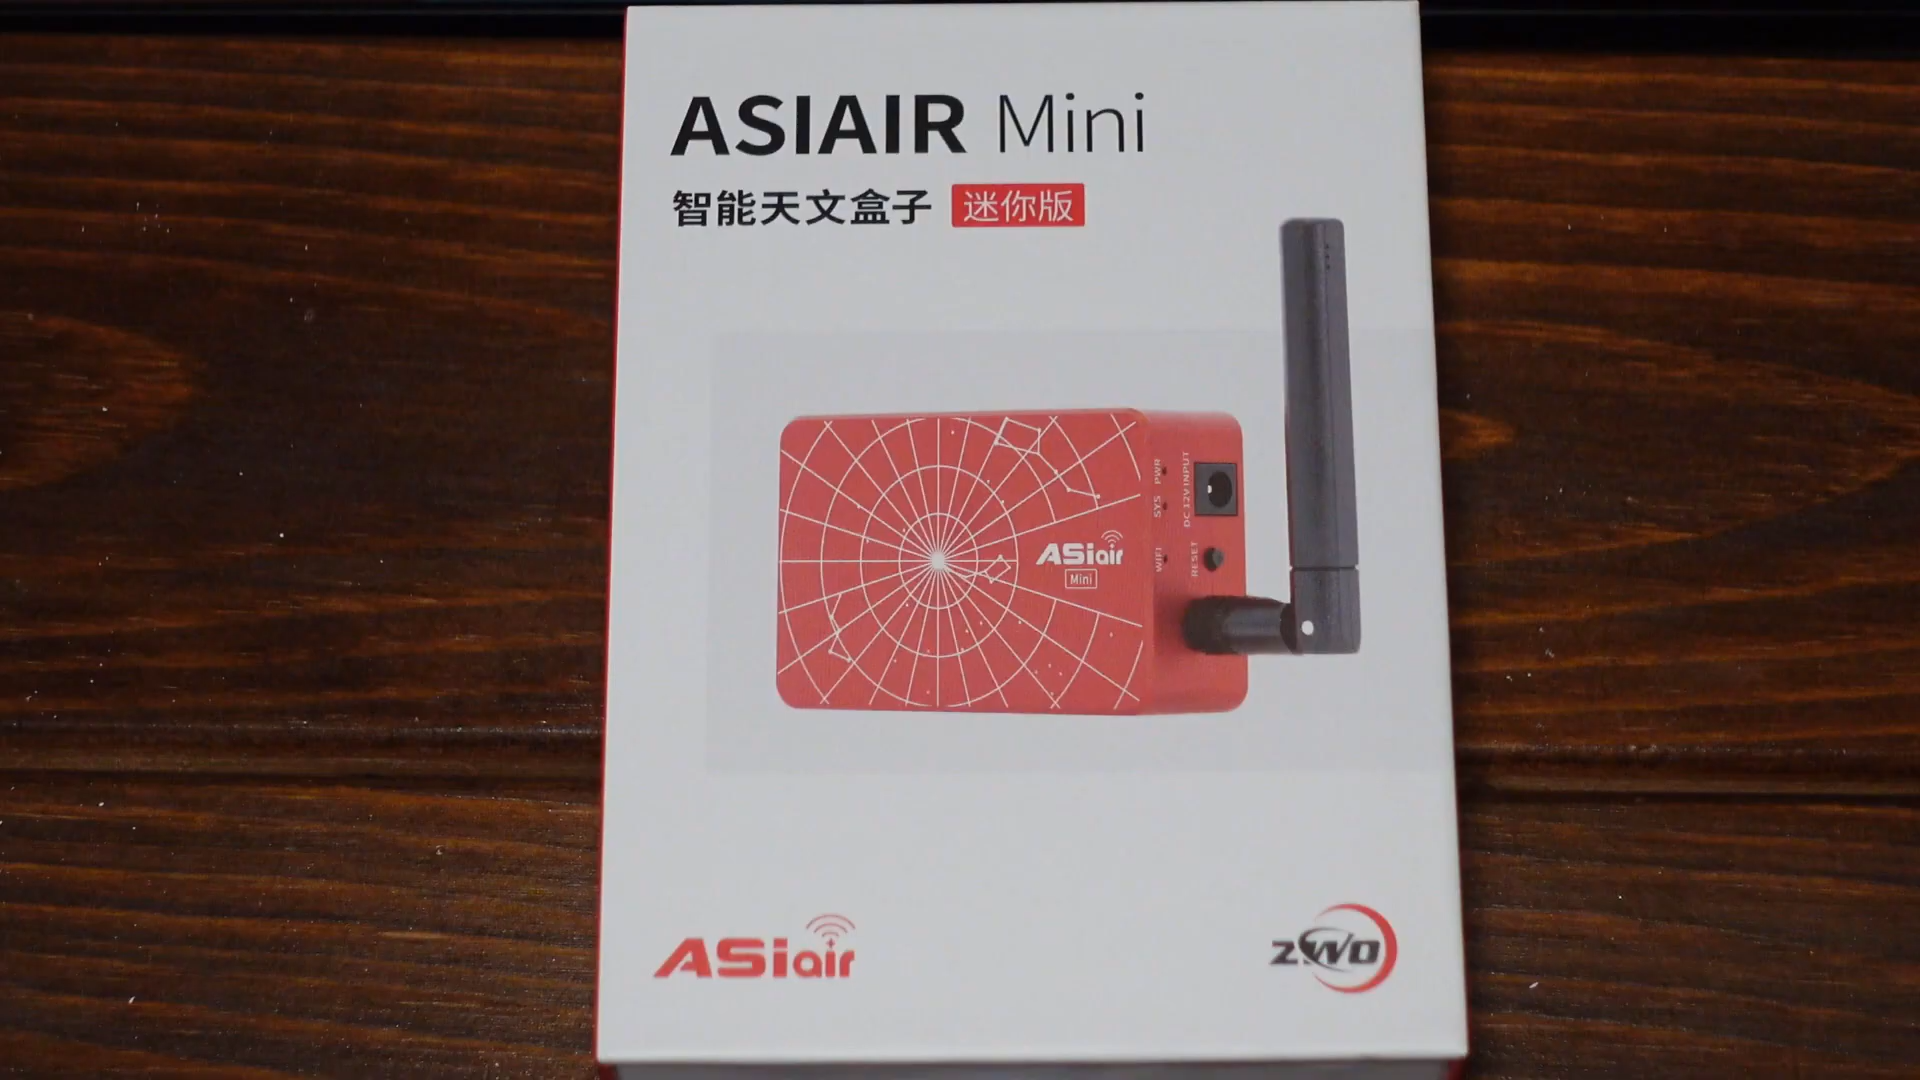 ASIAIR Mini
智能天文盒子 迷你版
PWR
SYS
WIFI
DC 12V INPUT
RESET
ASiair
Mini
ASiair
ZWO